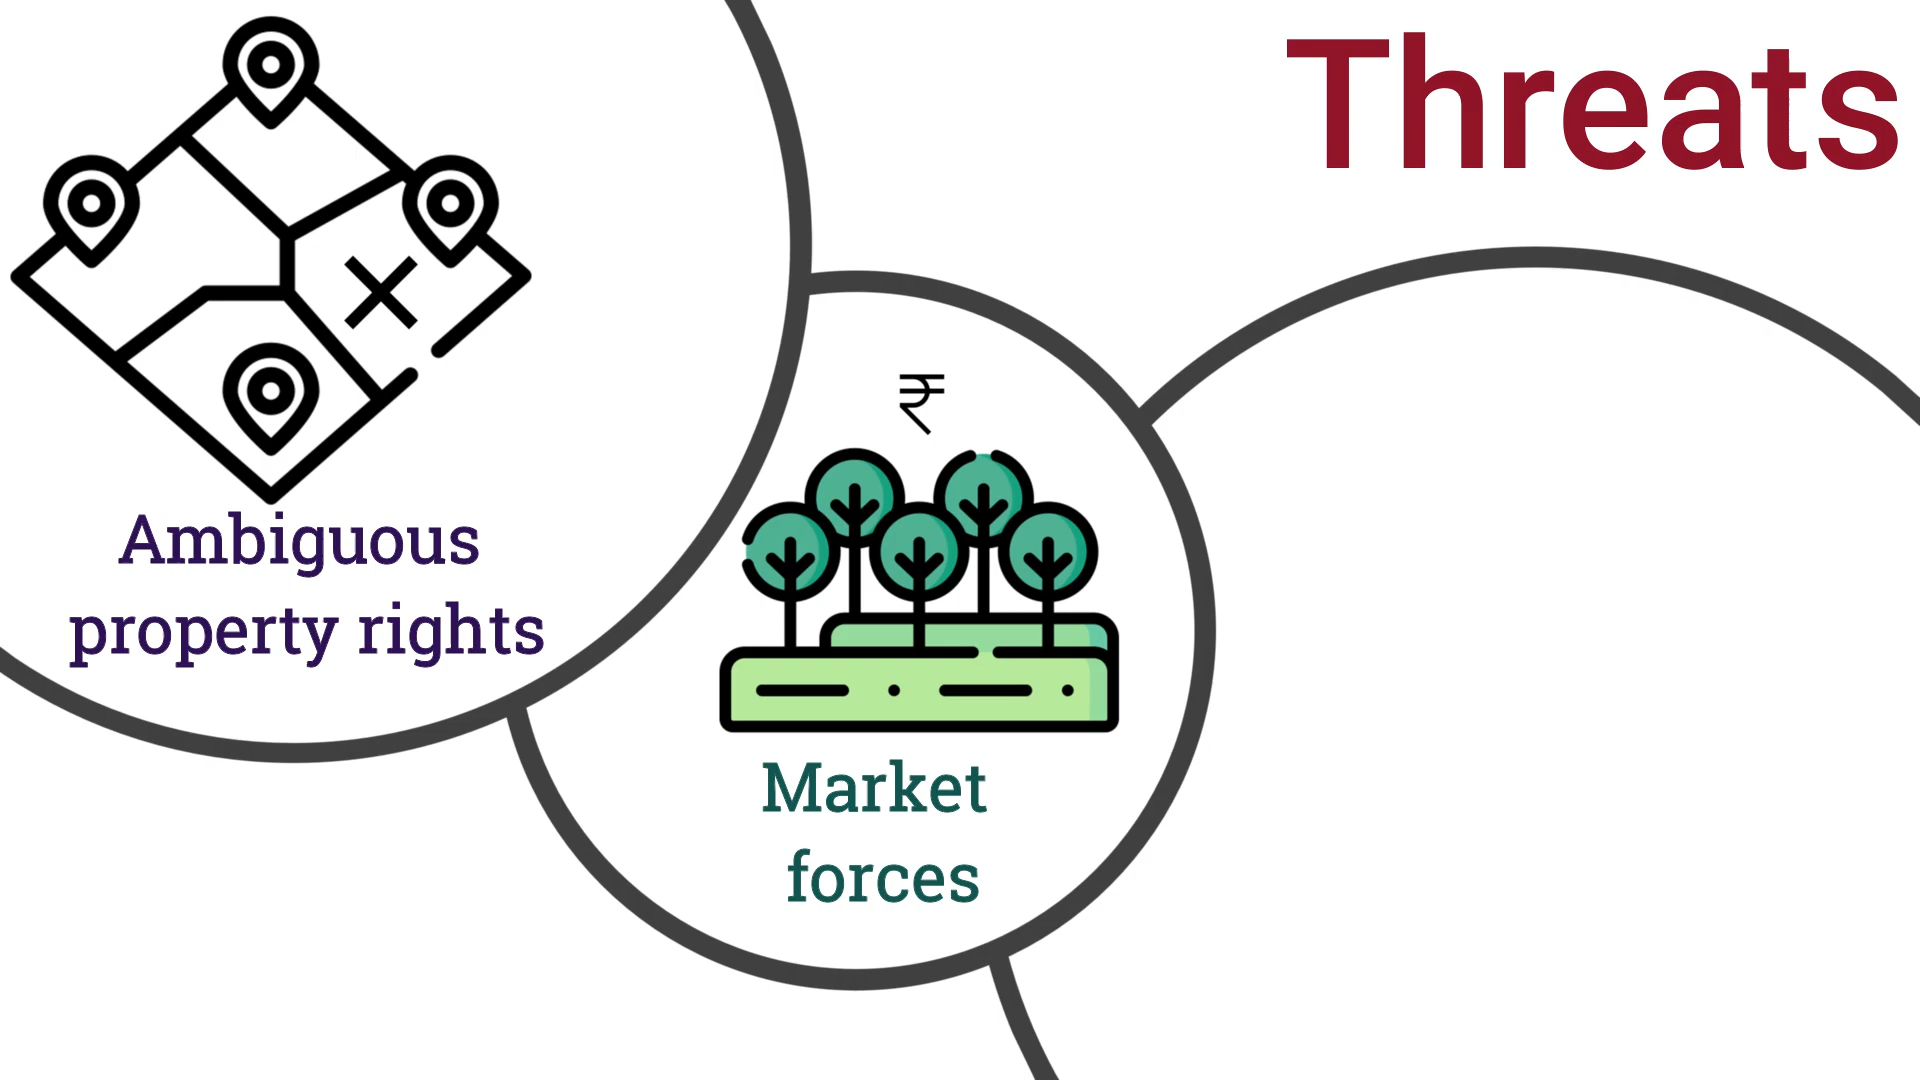 Threats
Ambiguous
property rights
₹
Market
forces